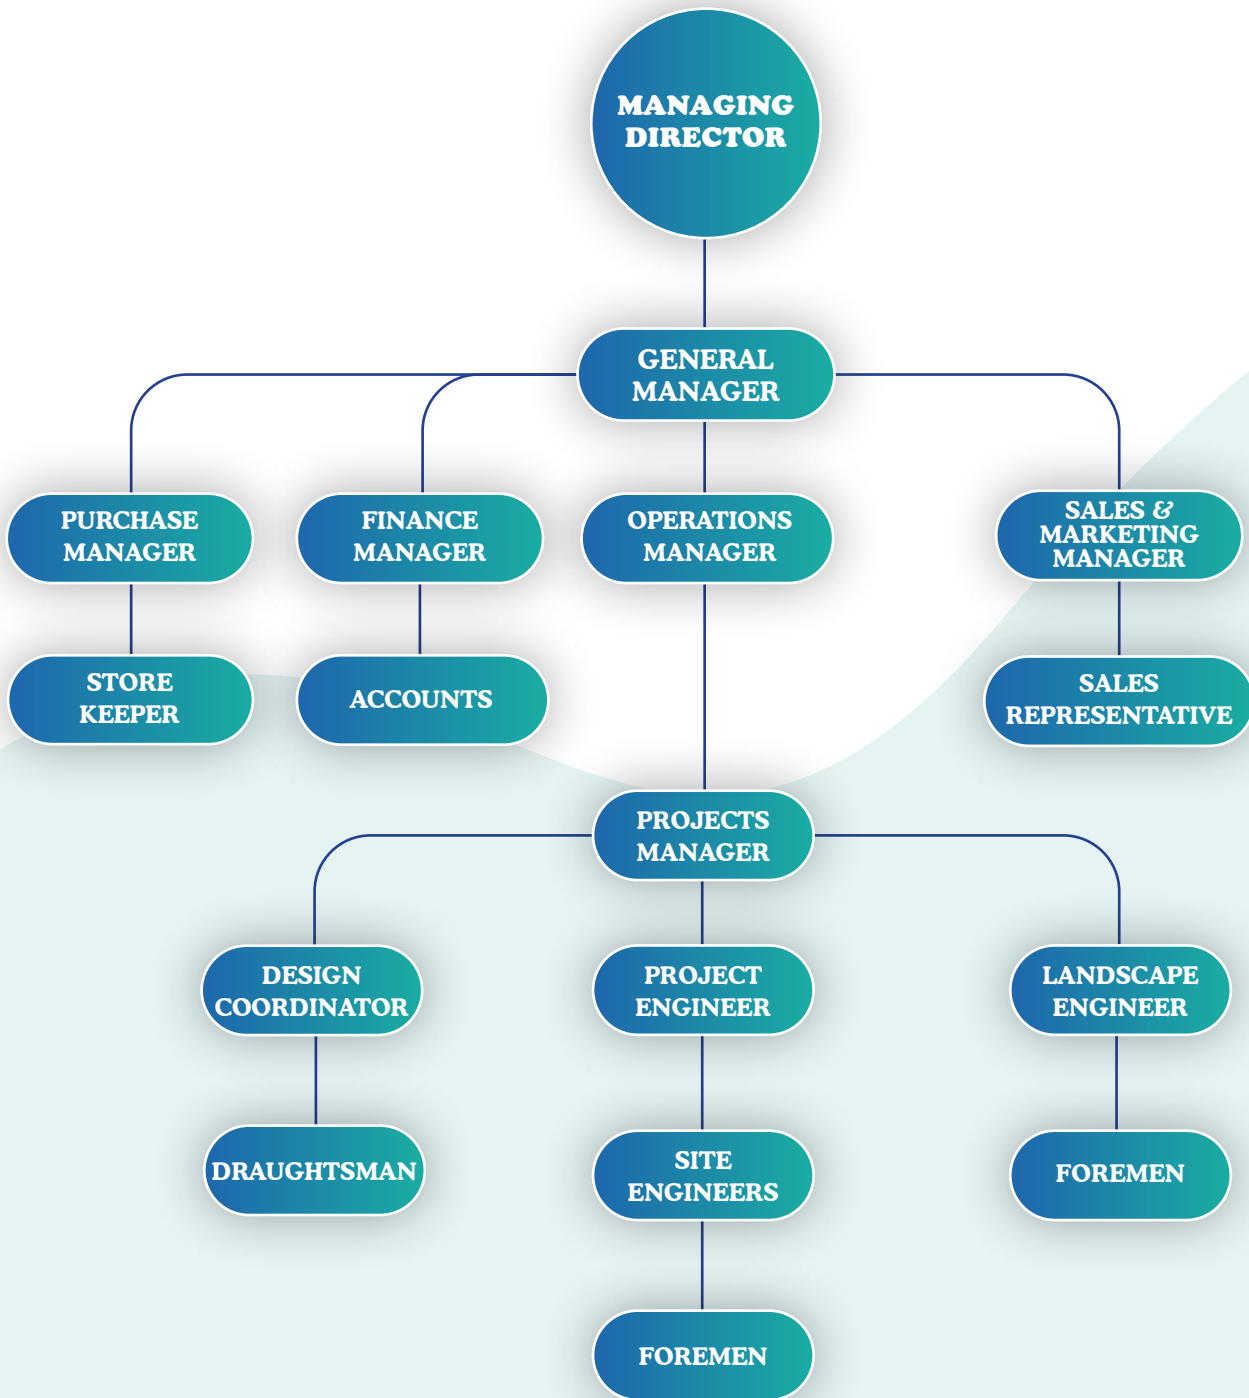 MANAGING
DIRECTOR
GENERAL
MANAGER
PURCHASE
MANAGER
FINANCE
MANAGER
OPERATIONS
MANAGER
SALES &
MARKETING
MANAGER
STORE
KEEPER
ACCOUNTS
SALES
REPRESENTATIVE
PROJECTS
MANAGER
DESIGN
COORDINATOR
PROJECT
ENGINEER
LANDSCAPE
ENGINEER
DRAUGHTSMAN
SITE
ENGINEERS
FOREMEN
FOREMEN